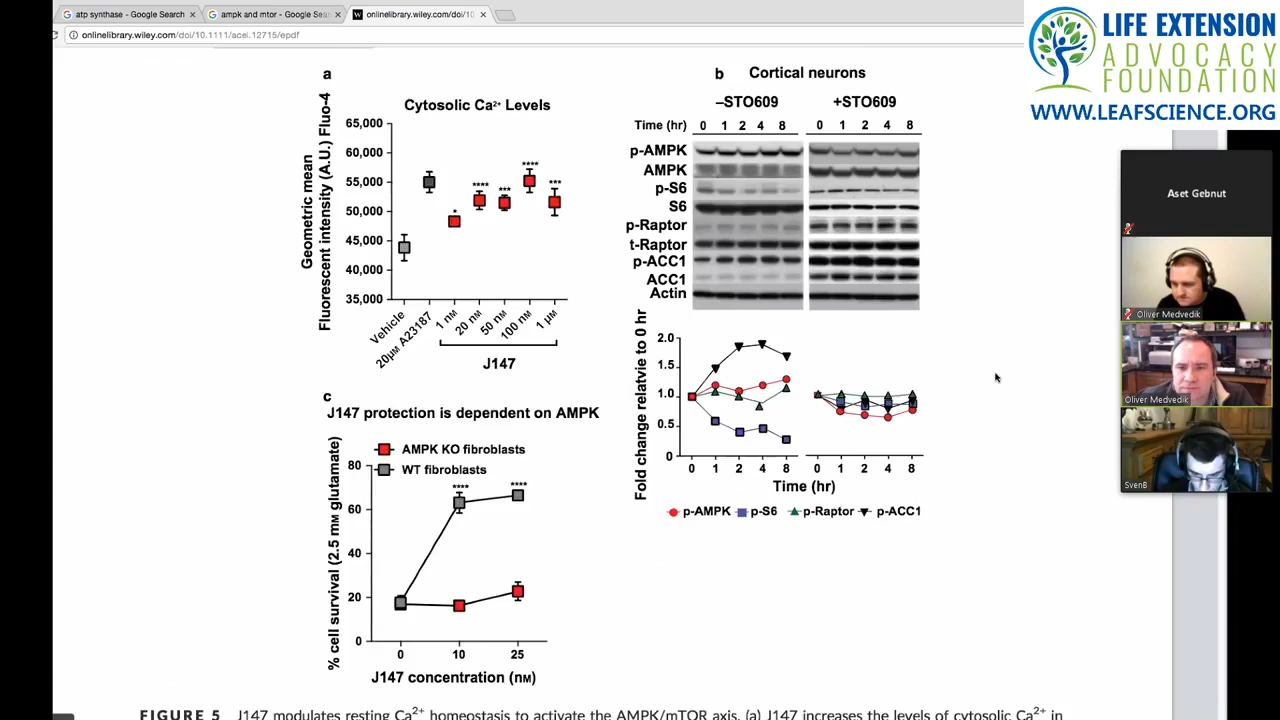 atp synthase - Google Search
ampk and mtor - Google Sear
onlinelibrary.wiley.com/doi/10
onlinelibrary.wiley.com/doi/10.1111/acel.12715/epdf
LIFE EXTENSION
ADVOCACY
FOUNDATION
WWW.LEAFSCIENCE.ORG
a
Cytosolic Ca2+ Levels
Geometric mean
Fluorescent intensity (A.U.) Fluo-4
65,000
60,000
55,000
50,000
45,000
40,000
35,000
*
****
***
****
***
Vehicle
20μM A23187
1 nM
20 nM
50 nM
100 nM
1 μM
J147
b
Cortical neurons
–STO609
+STO609
Time (hr) 0 1 2 4 8 0 1 2 4 8
p-AMPK
AMPK
p-S6
S6
p-Raptor
t-Raptor
p-ACC1
ACC1
Actin
Fold change relatvie to 0 hr
2.0
1.5
1.0
0.5
0
0 1 2 4 8 0 1 2 4 8
Time (hr)
p-AMPK p-S6 p-Raptor p-ACC1
c
J147 protection is dependent on AMPK
AMPK KO fibroblasts
WT fibroblasts
% cell survival (2.5 mM glutamate)
80
60
40
20
0
****
****
0 10 25
J147 concentration (nM)
FIGURE 5 J147 modulates resting Ca2+ homeostasis to activate the AMPK/mTOR axis. (a) J147 increases the levels of cytosolic Ca2+ in
Aset Gebnut
Oliver Medvedik
Oliver Medvedik
SvenB